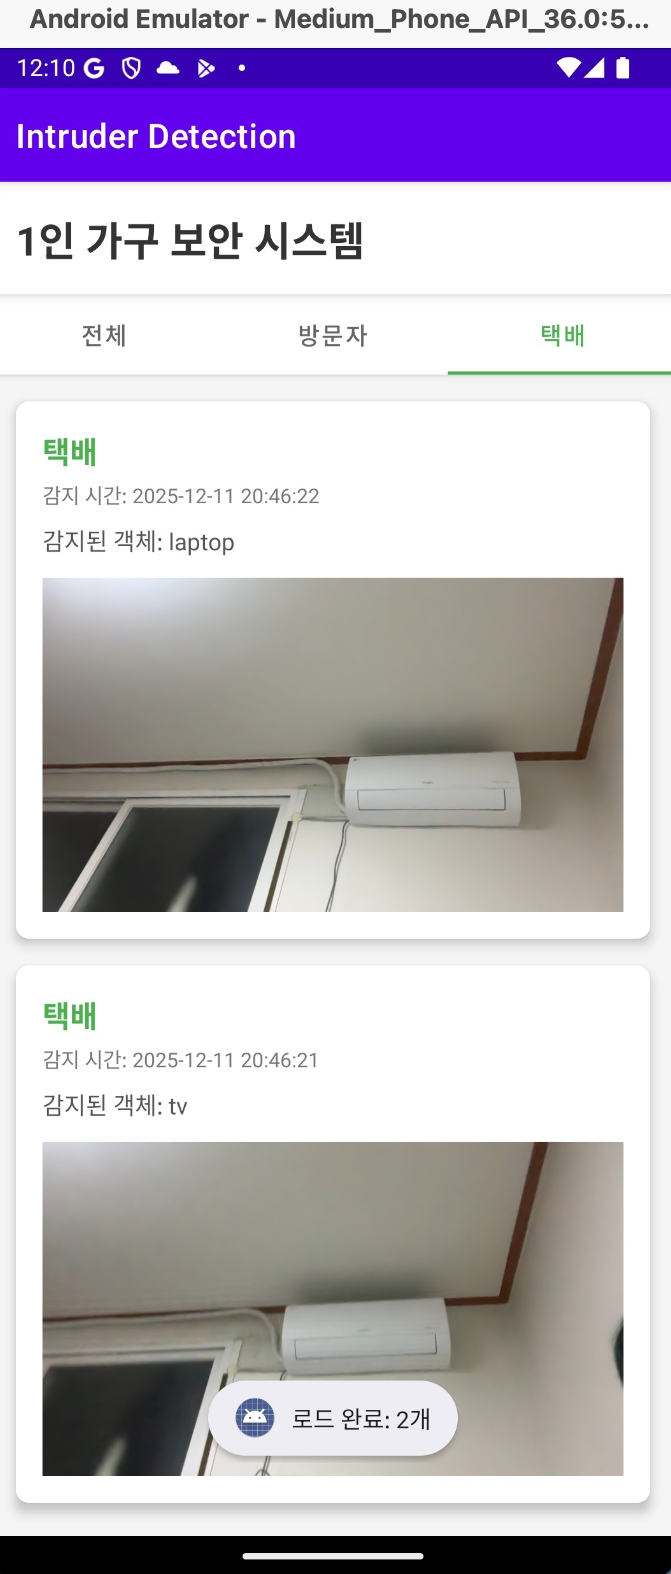 Android Emulator - Medium_Phone_API_36.0:5...
12:10
Intruder Detection
1인 가구 보안 시스템
전체 방문자 택배
택배
감지 시간: 2025-12-11 20:46:22
감지된 객체: laptop
택배
감지 시간: 2025-12-11 20:46:21
감지된 객체: tv
로드 완료: 2개